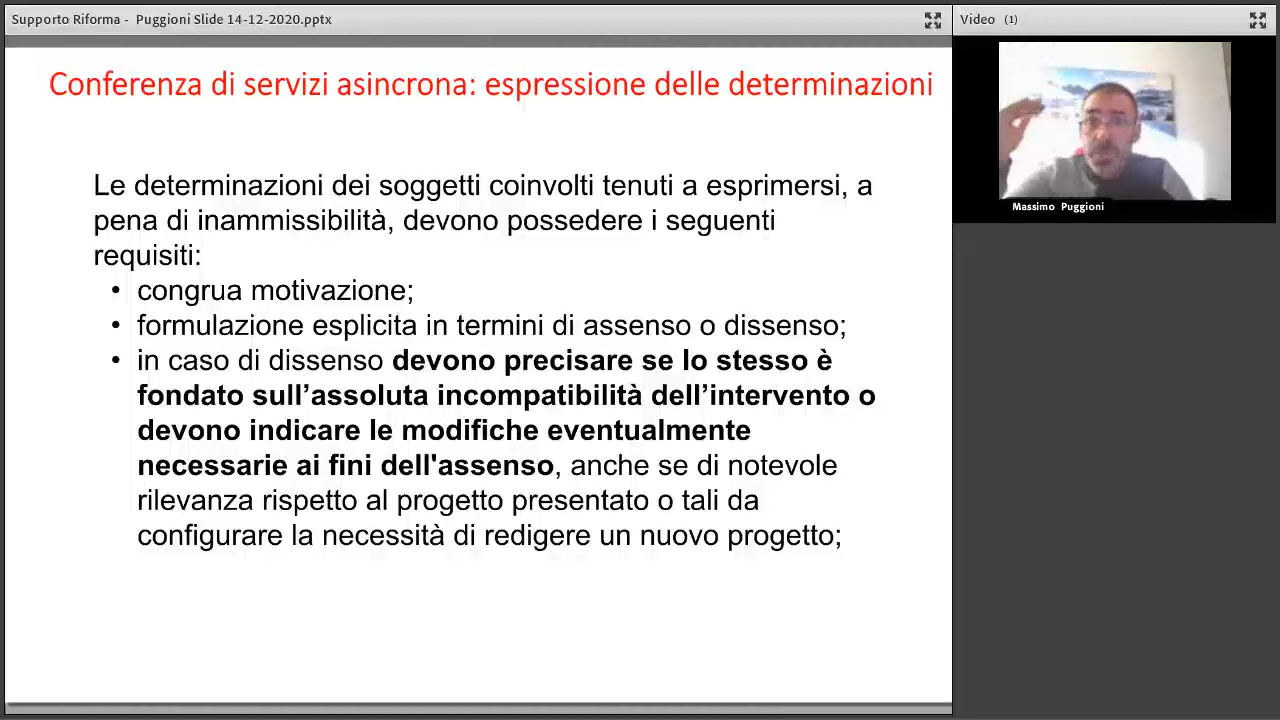 Supporto Riforma - Puggioni Slide 14-12-2020.pptx
Video (1)
Conferenza di servizi asincrona: espressione delle determinazioni
Le determinazioni dei soggetti coinvolti tenuti a esprimersi, a
pena di inammissibilità, devono possedere i seguenti
requisiti:
• congrua motivazione;
• formulazione esplicita in termini di assenso o dissenso;
• in caso di dissenso devono precisare se lo stesso è
fondato sull’assoluta incompatibilità dell’intervento o
devono indicare le modifiche eventualmente
necessarie ai fini dell'assenso, anche se di notevole
rilevanza rispetto al progetto presentato o tali da
configurare la necessità di redigere un nuovo progetto;
Massimo Puggioni